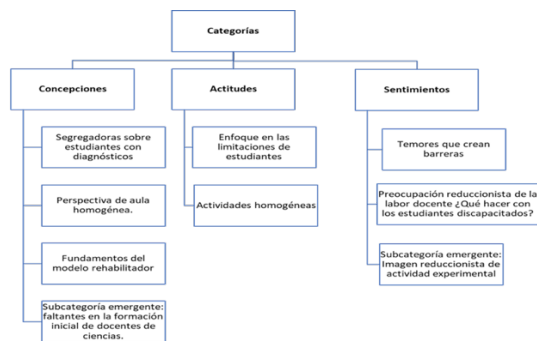 Categorías
Concepciones
Actitudes
Sentimientos
Segregadoras sobre
estudiantes con
diagnósticos
Perspectiva de aula
homogénea.
Fundamentos del
modelo rehabilitador
Subcategoría emergente:
faltantes en la formación
inicial de docentes de
ciencias.
Enfoque en las
limitaciones de
estudiantes
Actividades homogéneas
Temores que crean
barreras
Preocupación reduccionista de la
labor docente ¿Qué hacer con
los estudiantes discapacitados?
Subcategoría emergente:
Imagen reduccionista de
actividad experimental